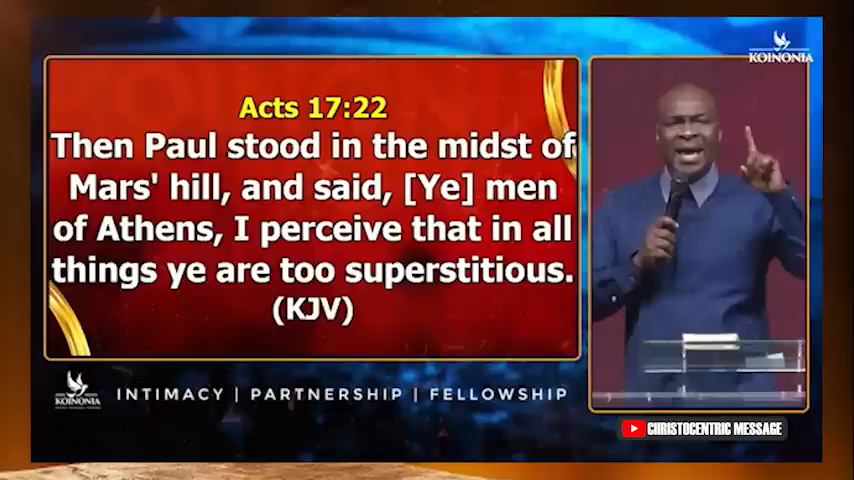 KOINONIA
Acts 17:22
Then Paul stood in the midst of
Mars' hill, and said, [Ye] men
of Athens, I perceive that in all
things ye are too superstitious.
(KJV)
KOINONIA
INTIMACY | PARTNERSHIP | FELLOWSHIP
CHRISTOCENTRIC MESSAGE